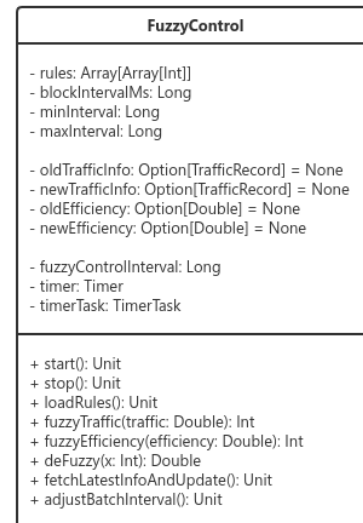 FuzzyControl
- rules: Array[Array[Int]]
- blockIntervalMs: Long
- minInterval: Long
- maxInterval: Long
- oldTrafficInfo: Option[TrafficRecord] = None
- newTrafficInfo: Option[TrafficRecord] = None
- oldEfficiency: Option[Double] = None
- newEfficiency: Option[Double] = None
- fuzzyControlInterval: Long
- timer: Timer
- timerTask: TimerTask
+ start(): Unit
+ stop(): Unit
+ loadRules(): Unit
+ fuzzyTraffic(traffic: Double): Int
+ fuzzyEfficiency(efficiency: Double): Int
+ deFuzzy(x: Int): Double
+ fetchLatestInfoAndUpdate(): Unit
+ adjustBatchInterval(): Unit